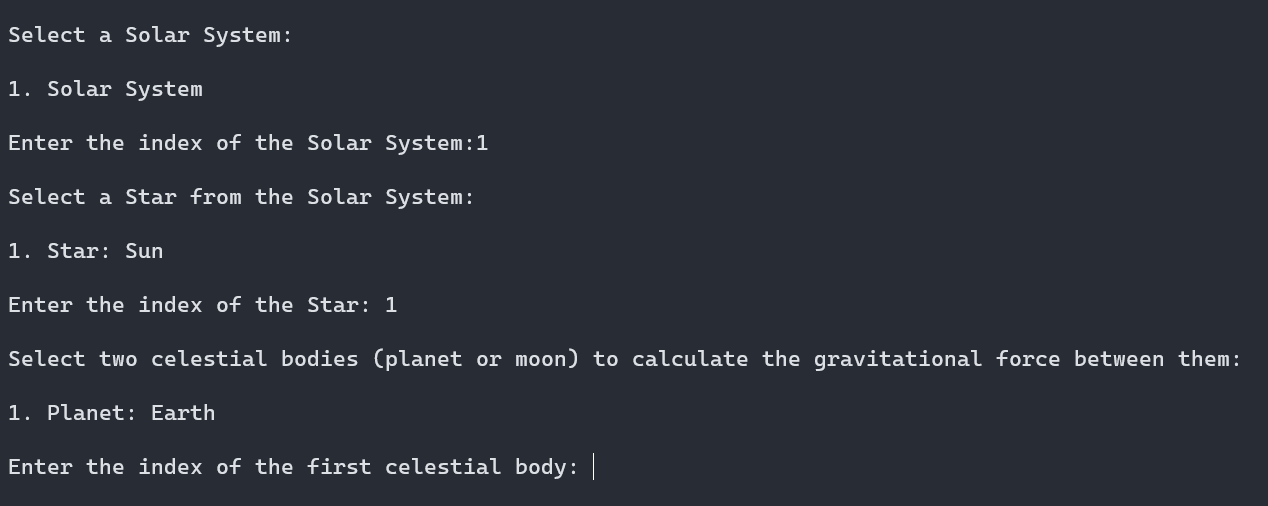 Select a Solar System:
1. Solar System
Enter the index of the Solar System:1
Select a Star from the Solar System:
1. Star: Sun
Enter the index of the Star: 1
Select two celestial bodies (planet or moon) to calculate the gravitational force between them:
1. Planet: Earth
Enter the index of the first celestial body: